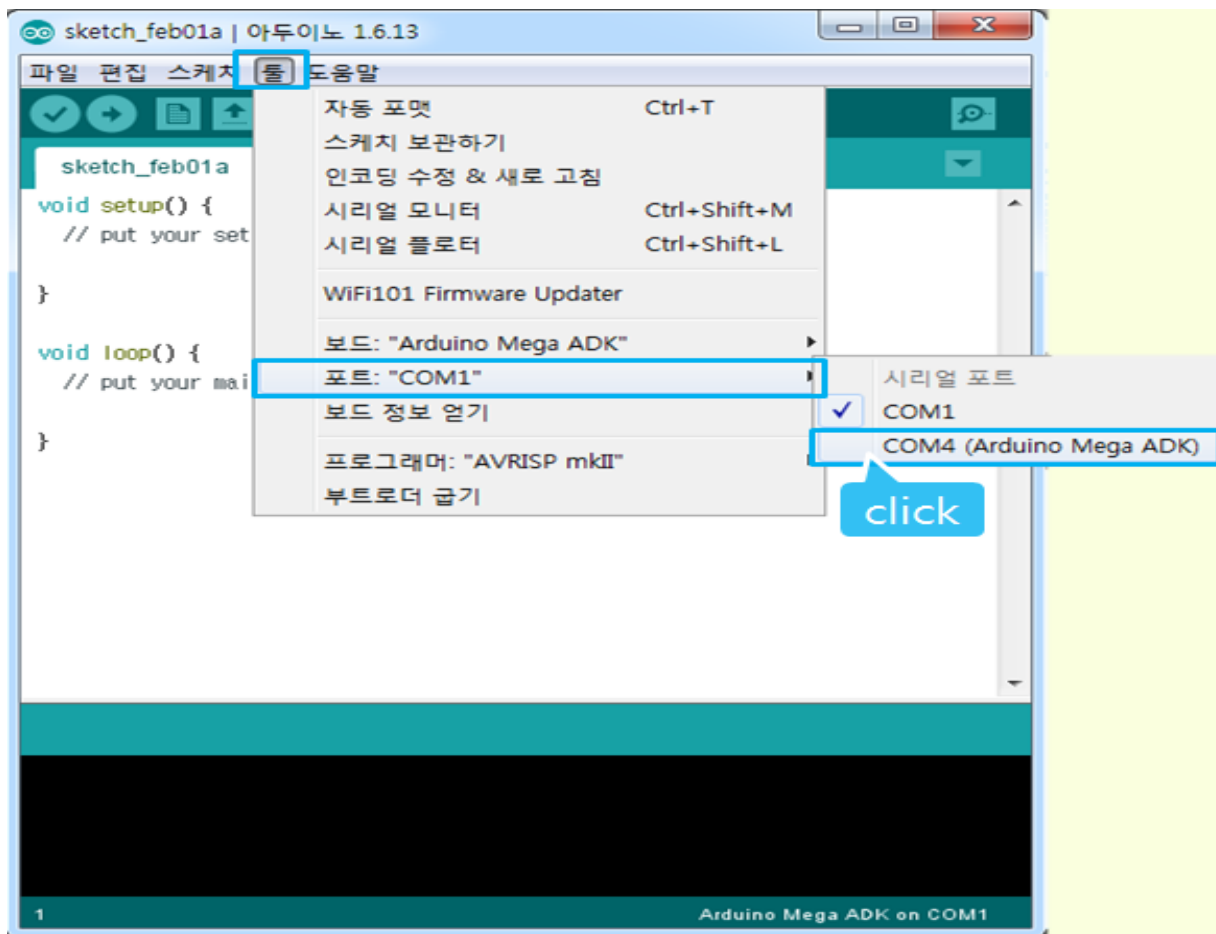 sketch_feb01a | 아두이노 1.6.13
파일 편집 스케치 툴 도움말
자동 포맷 Ctrl+T
스케치 보관하기
인코딩 수정 & 새로 고침
시리얼 모니터 Ctrl+Shift+M
시리얼 플로터 Ctrl+Shift+L
WiFi101 Firmware Updater
보드: "Arduino Mega ADK"
포트: "COM1"
보드 정보 얻기
프로그래머: "AVRISP mkII"
부트로더 굽기
시리얼 포트
COM1
COM4 (Arduino Mega ADK)
click
sketch_feb01a
void setup() {
// put your set
}
void loop() {
// put your mai
}
1 Arduino Mega ADK on COM1